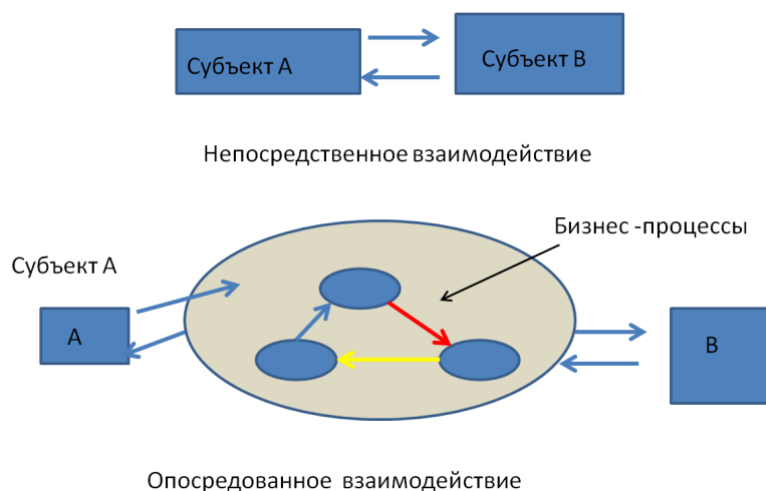 Субъект А
Субъект В
Непосредственное взаимодействие
Бизнес -процессы
Субъект А
А
В
Опосредованное взаимодействие